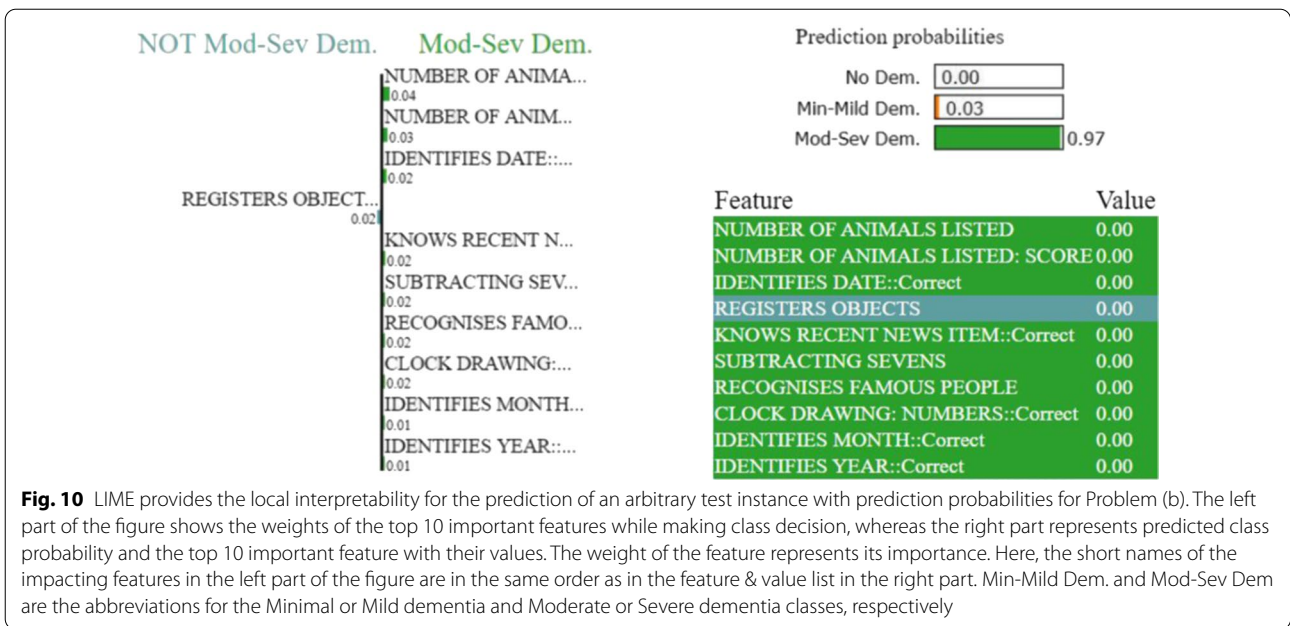 NOT Mod-Sev Dem.
Mod-Sev Dem.
NUMBER OF ANIMA...
0.04
NUMBER OF ANIM...
0.03
IDENTIFIES DATE::...
0.02
REGISTERS OBJECT...
0.02
KNOWS RECENT N...
0.02
SUBTRACTING SEV...
0.02
RECOGNISES FAMO...
0.02
CLOCK DRAWING:...
0.02
IDENTIFIES MONTH...
0.01
IDENTIFIES YEAR::...
0.01
Prediction probabilities
No Dem. 0.00
Min-Mild Dem. 0.03
Mod-Sev Dem. 0.97
Feature Value
NUMBER OF ANIMALS LISTED 0.00
NUMBER OF ANIMALS LISTED: SCORE 0.00
IDENTIFIES DATE::Correct 0.00
REGISTERS OBJECTS 0.00
KNOWS RECENT NEWS ITEM::Correct 0.00
SUBTRACTING SEVENS 0.00
RECOGNISES FAMOUS PEOPLE 0.00
CLOCK DRAWING: NUMBERS::Correct 0.00
IDENTIFIES MONTH::Correct 0.00
IDENTIFIES YEAR::Correct 0.00
Fig. 10 LIME provides the local interpretability for the prediction of an arbitrary test instance with prediction probabilities for Problem (b). The left
part of the figure shows the weights of the top 10 important features while making class decision, whereas the right part represents predicted class
probability and the top 10 important feature with their values. The weight of the feature represents its importance. Here, the short names of the
impacting features in the left part of the figure are in the same order as in the feature & value list in the right part. Min-Mild Dem. and Mod-Sev Dem
are the abbreviations for the Minimal or Mild dementia and Moderate or Severe dementia classes, respectively